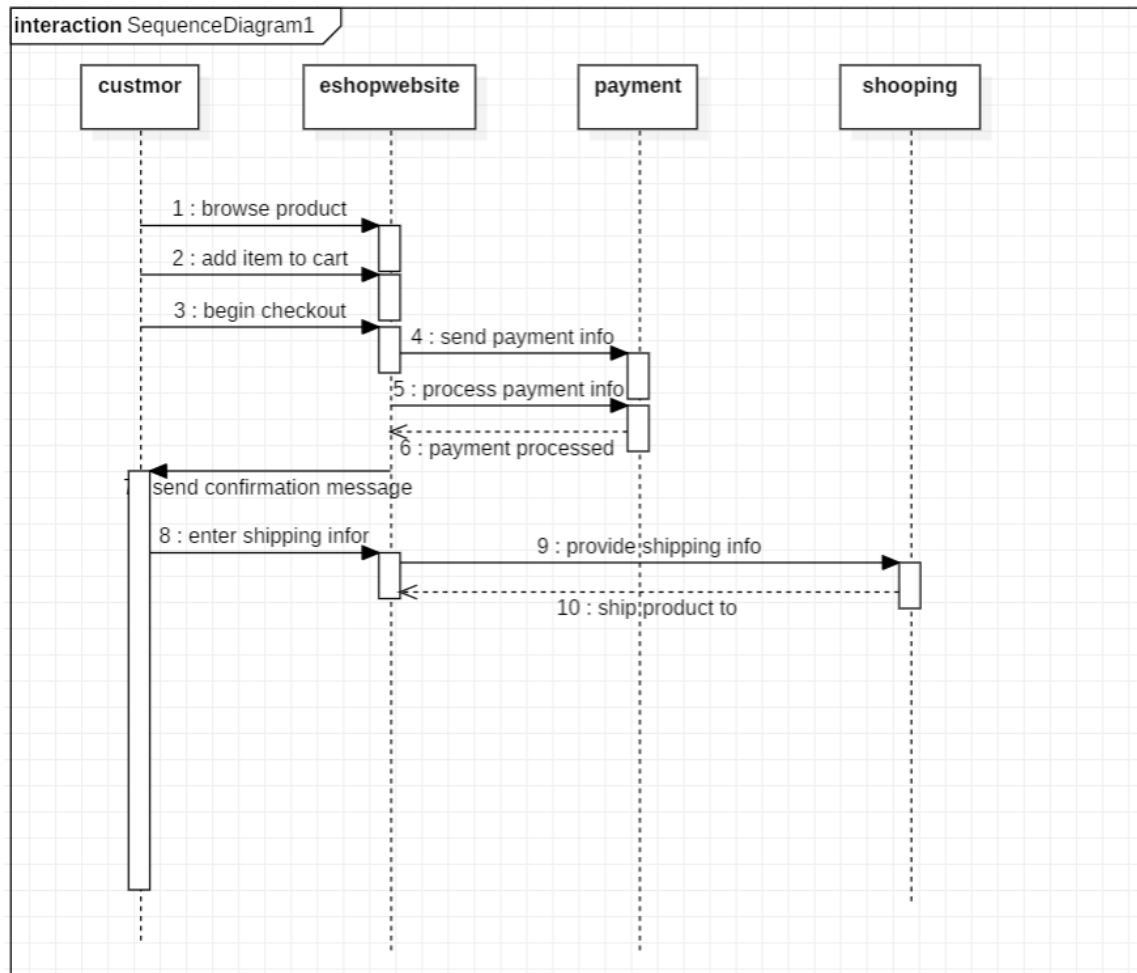 interaction SequenceDiagram1
custmor
eshopwebsite
payment
shooping
1 : browse product
2 : add item to cart
3 : begin checkout
4 : send payment info
5 : process payment info
6 : payment processed
send confirmation message
8 : enter shipping infor
9 : provide shipping info
10 : ship product to